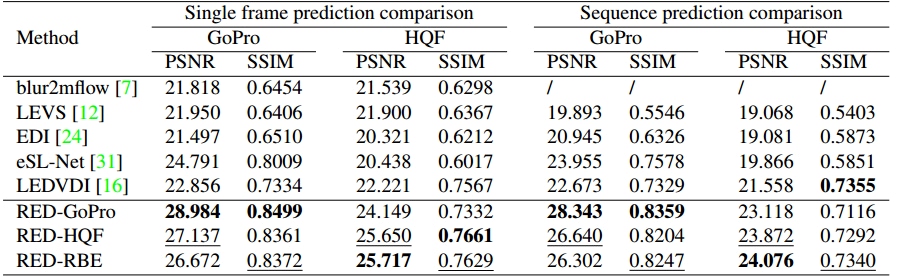 Single frame prediction comparison Sequence prediction comparison
Method GoPro HQF GoPro HQF
PSNR SSIM PSNR SSIM PSNR SSIM PSNR SSIM
blur2mflow [7] 21.818 0.6454 21.539 0.6298 / / / /
LEVS [12] 21.950 0.6406 21.900 0.6367 19.893 0.5546 19.068 0.5403
EDI [24] 21.497 0.6510 20.321 0.6212 20.945 0.6326 19.081 0.5873
eSL-Net [31] 24.791 0.8009 20.438 0.6017 23.955 0.7578 19.866 0.5851
LEDVDI [16] 22.856 0.7334 22.221 0.7567 22.673 0.7329 21.558 0.7355
RED-GoPro 28.984 0.8499 24.149 0.7332 28.343 0.8359 23.118 0.7116
RED-HQF 27.137 0.8361 25.650 0.7661 26.640 0.8204 23.872 0.7292
RED-RBE 26.672 0.8372 25.717 0.7629 26.302 0.8247 24.076 0.7340